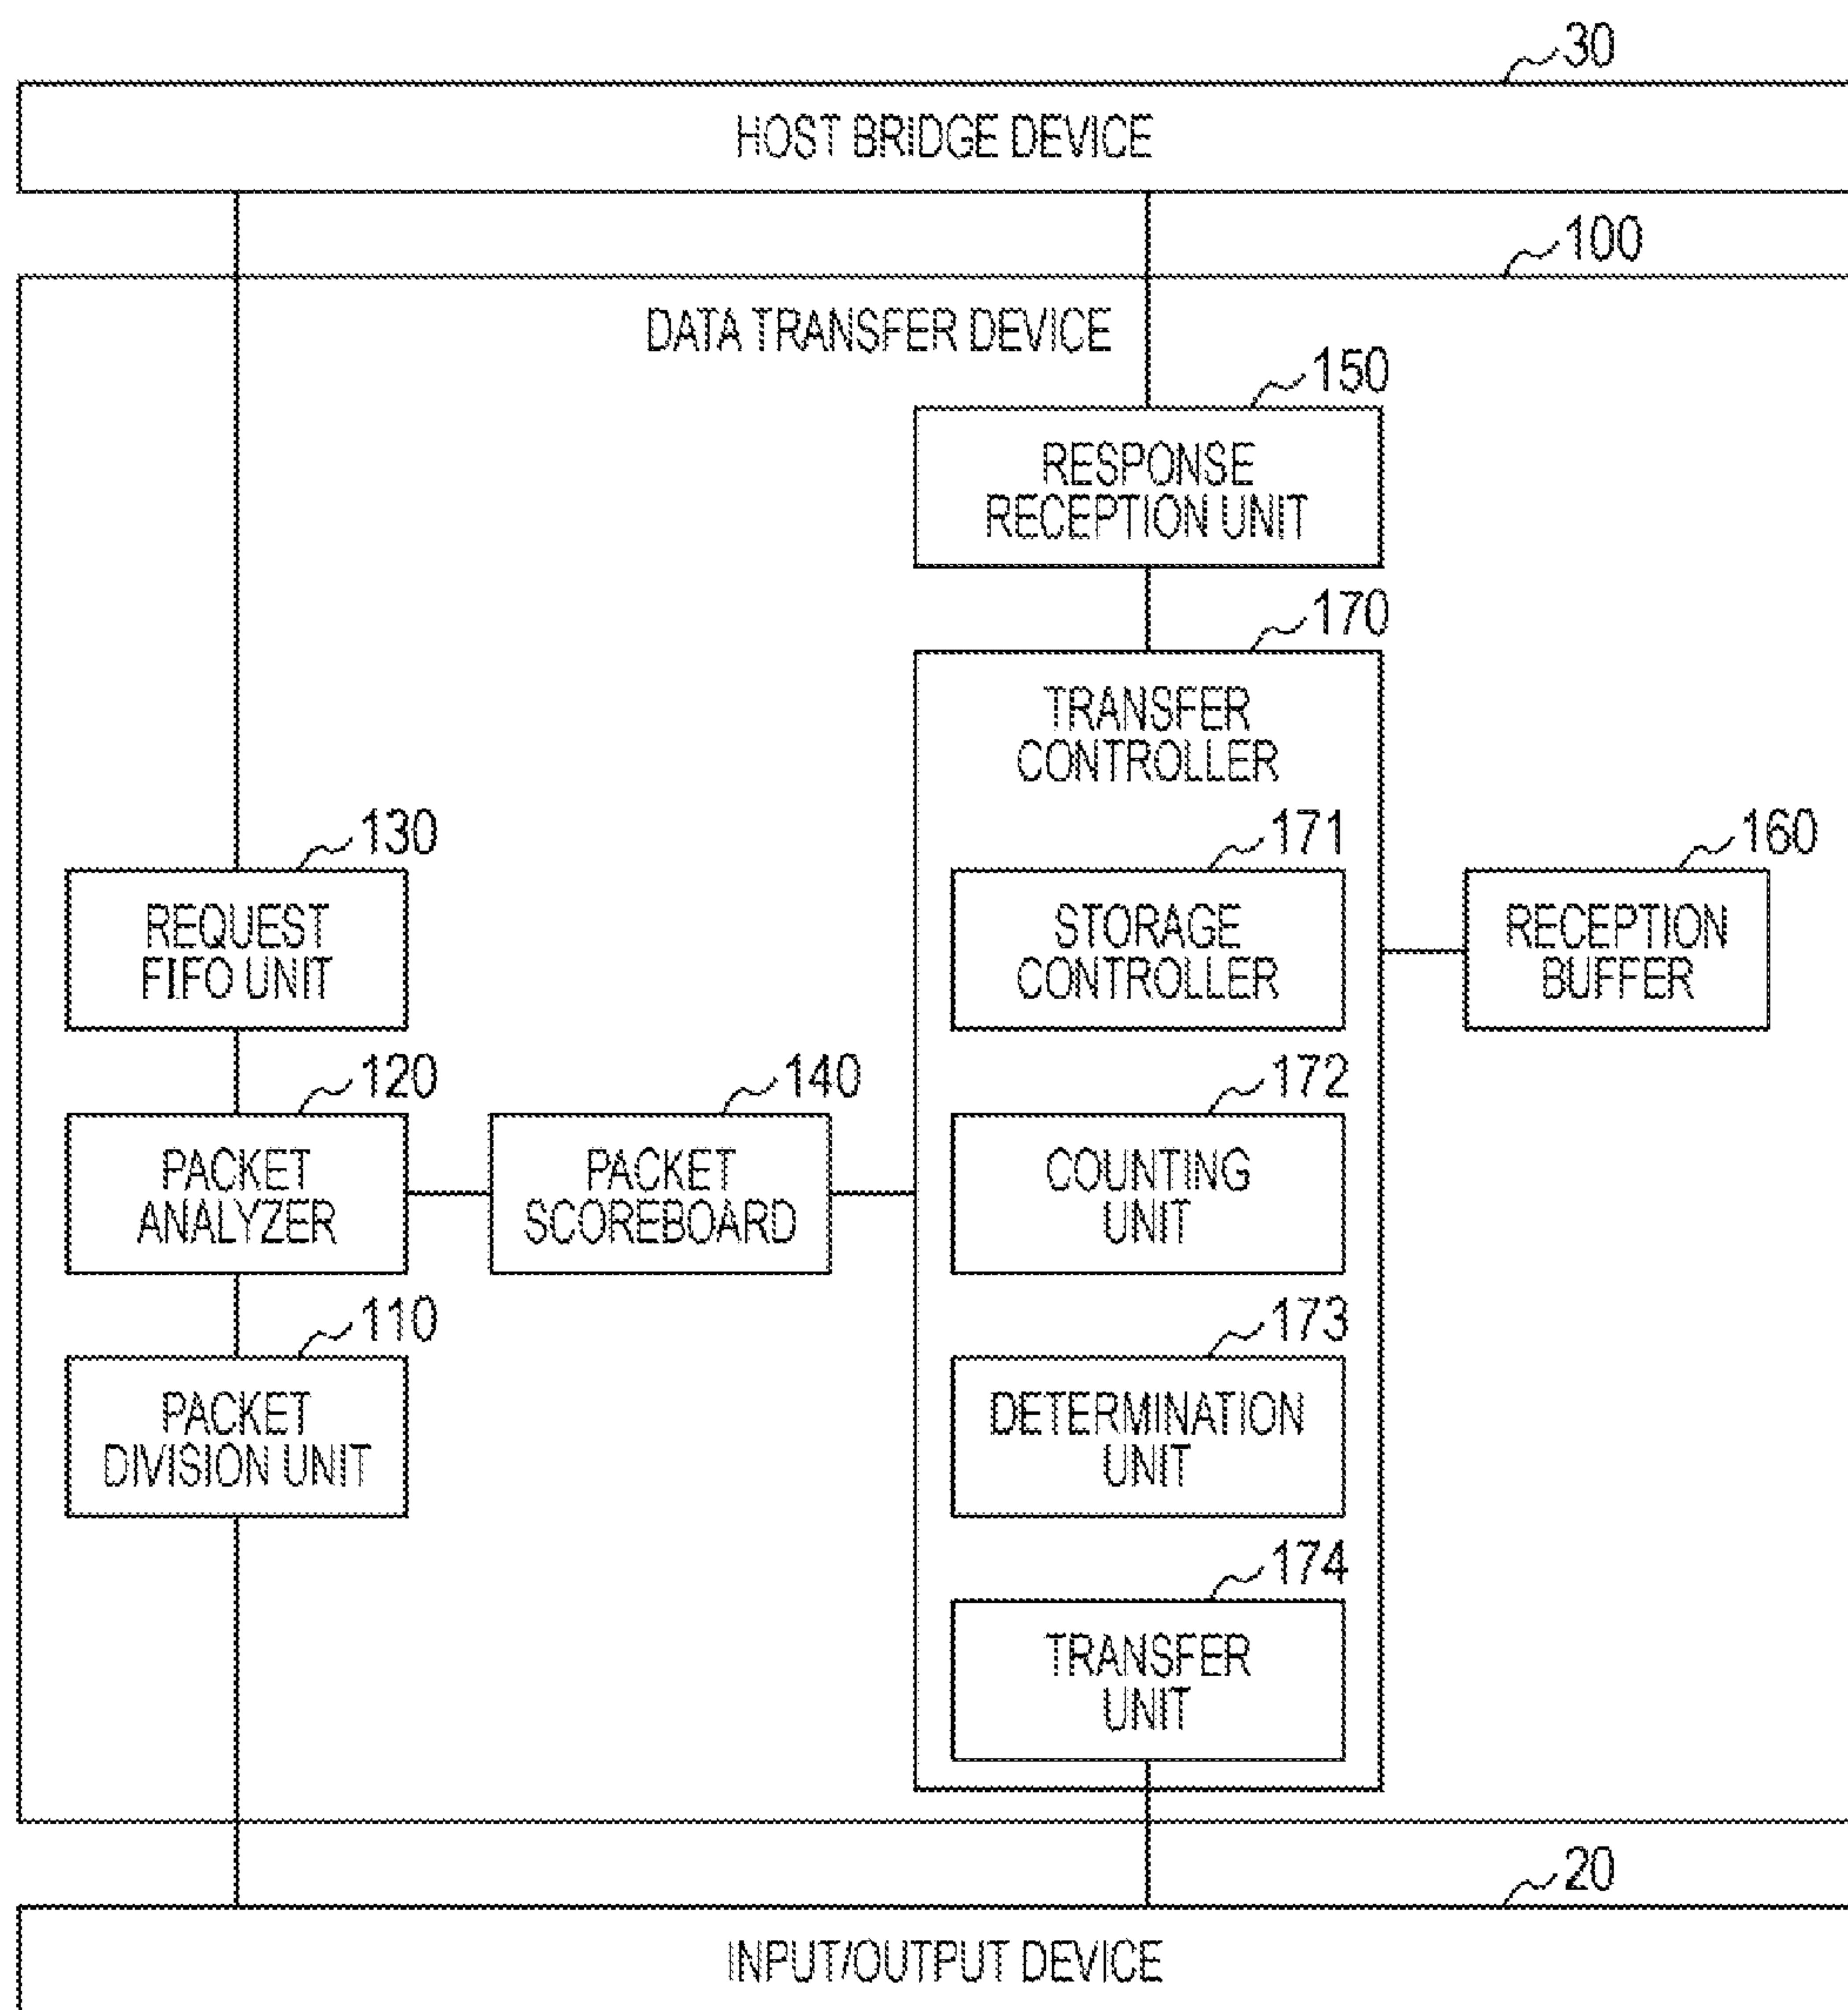 30
HOST BRIDGE DEVICE
100
DATA TRANSFER DEVICE
150
RESPONSE
RECEPTION UNIT
170
TRANSFER
CONTROLLER
130
REQUEST
FIFO UNIT
171
STORAGE
CONTROLLER
160
RECEPTION
BUFFER
120
PACKET
ANALYZER
140
PACKET
SCOREBOARD
172
COUNTING
UNIT
110
PACKET
DIVISION UNIT
173
DETERMINATION
UNIT
174
TRANSFER
UNIT
20
INPUT/OUTPUT DEVICE